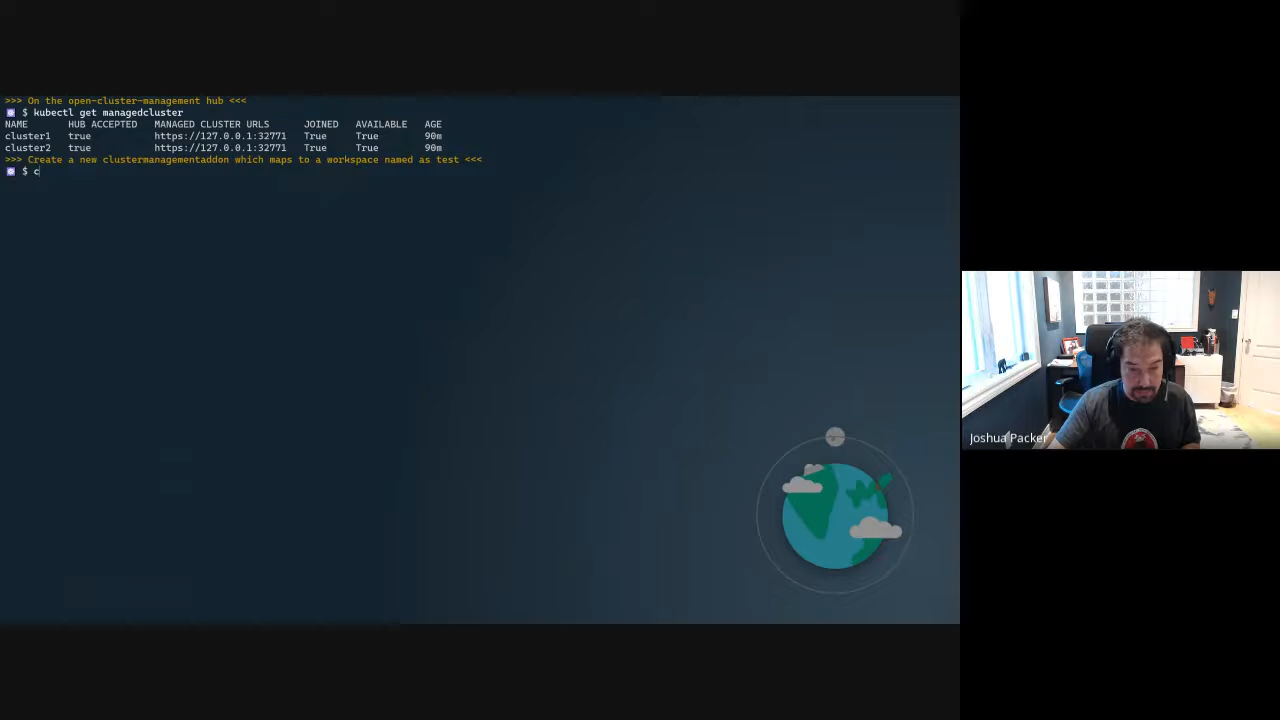 >>> On the open-cluster-management hub <<<
$ kubectl get managedcluster
NAME HUB ACCEPTED MANAGED CLUSTER URLS JOINED AVAILABLE AGE
cluster1 true https://127.0.0.1:32771 True True 90m
cluster2 true https://127.0.0.1:32771 True True 90m
>>> Create a new clustermanagementaddon which maps to a workspace named as test <<<
$ c
Joshua Packer